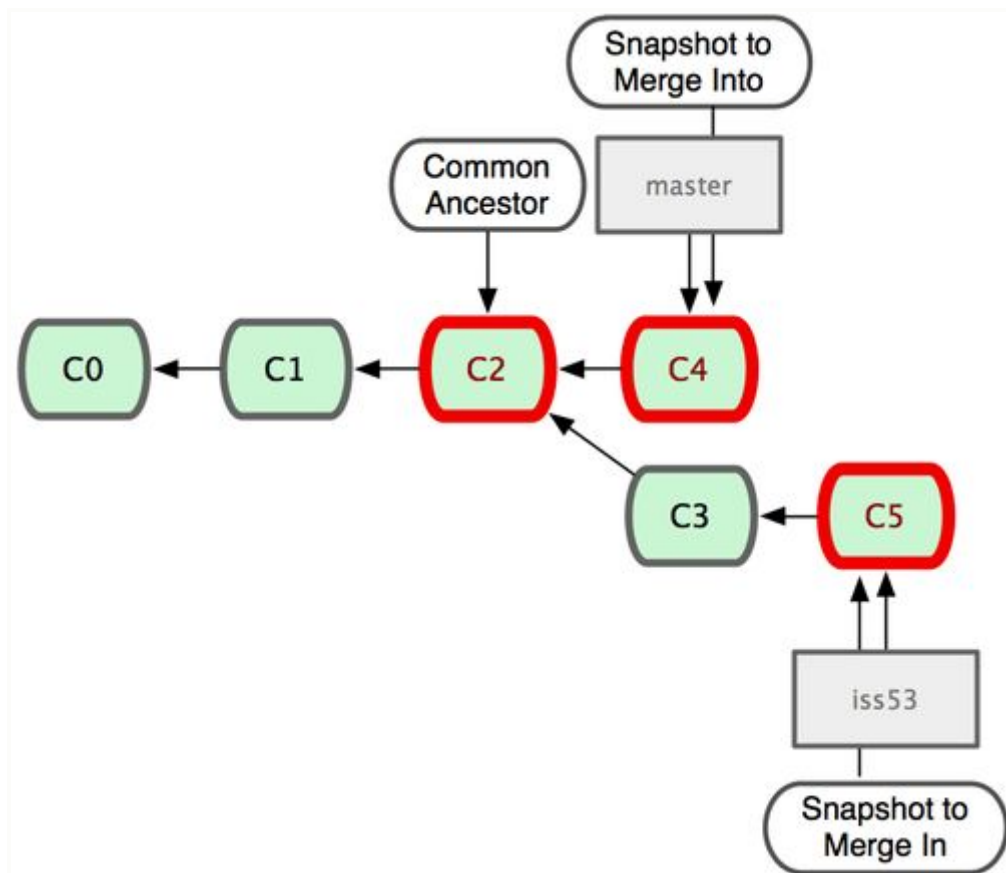 Snapshot to
Merge Into
Common
Ancestor
master
C0
C1
C2
C4
C3
C5
iss53
Snapshot to
Merge In